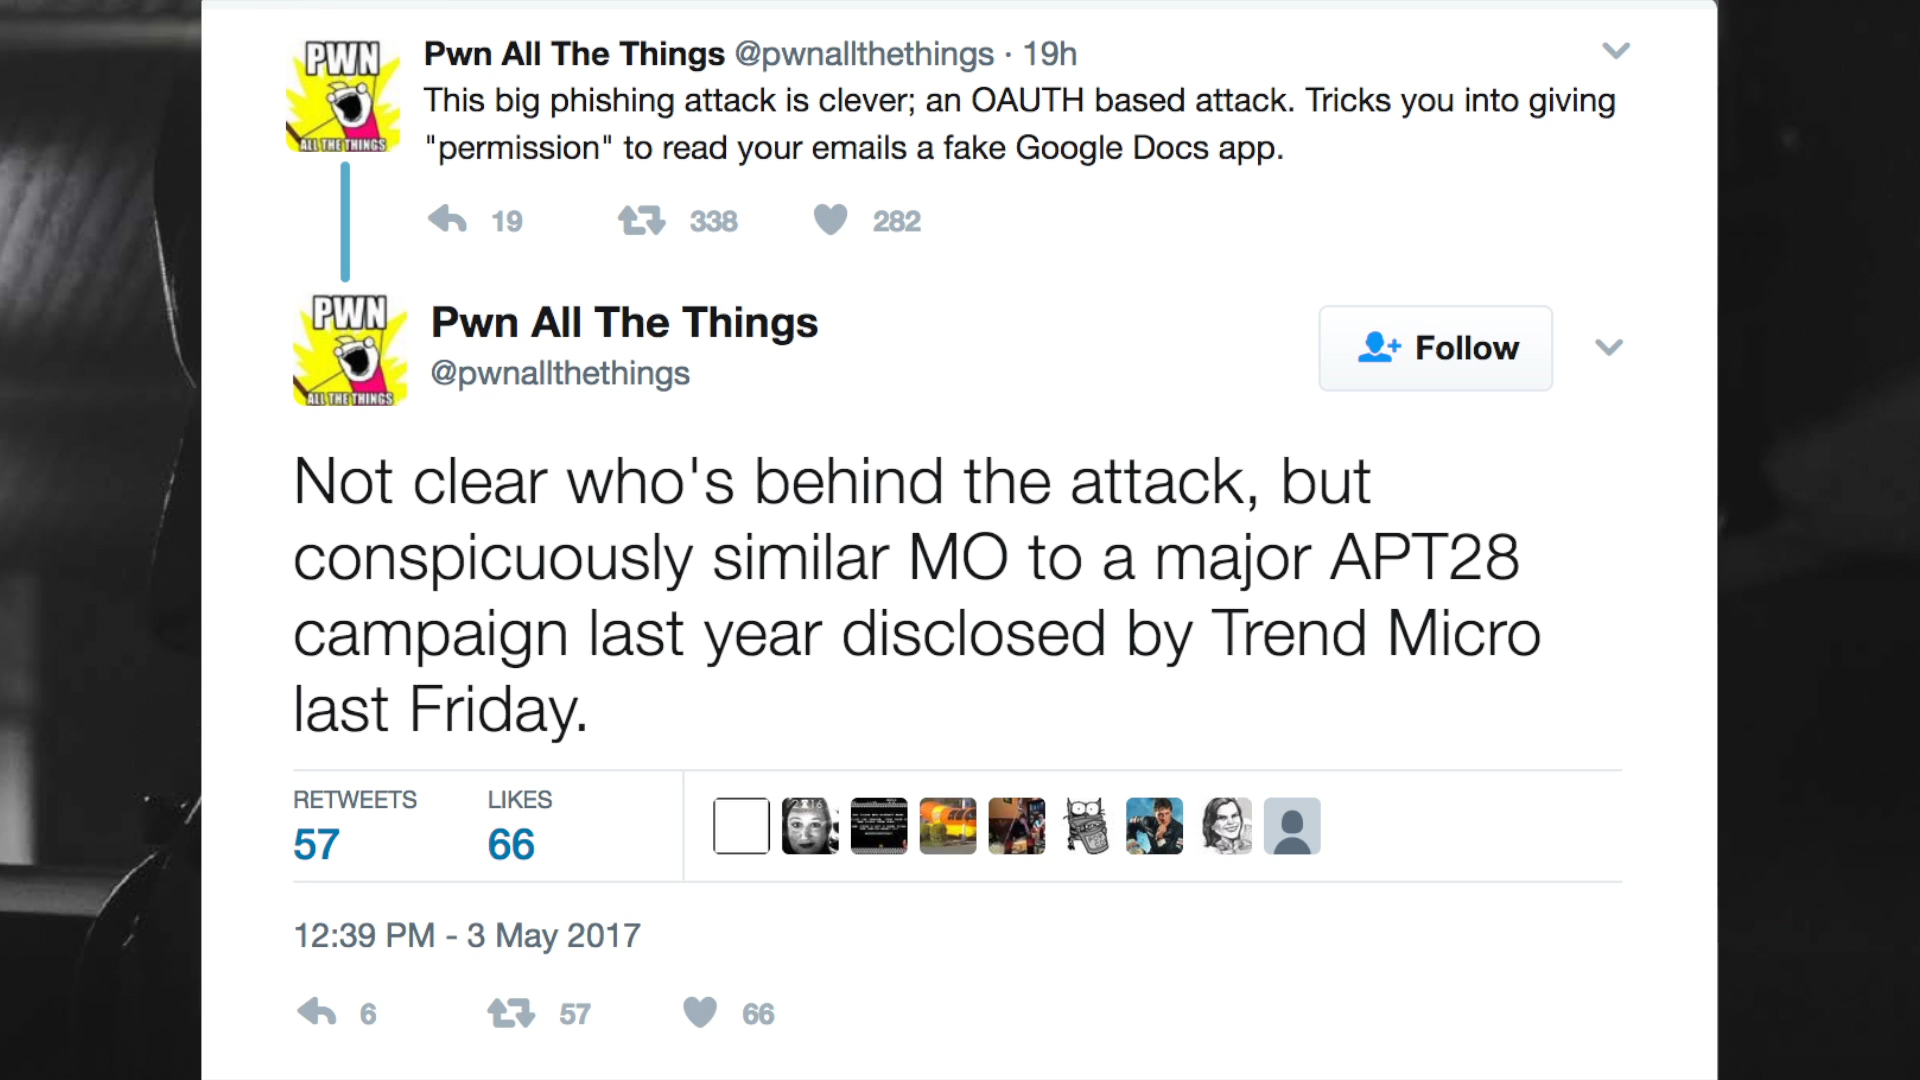 PWN
ALL THE THINGS
Pwn All The Things @pwnallthethings · 19h
This big phishing attack is clever; an OAUTH based attack. Tricks you into giving
"permission" to read your emails a fake Google Docs app.
19 338 282
PWN
ALL THE THINGS
Pwn All The Things
@pwnallthethings
Follow
Not clear who's behind the attack, but
conspicuously similar MO to a major APT28
campaign last year disclosed by Trend Micro
last Friday.
RETWEETS LIKES
57 66
12:39 PM - 3 May 2017
6 57 66